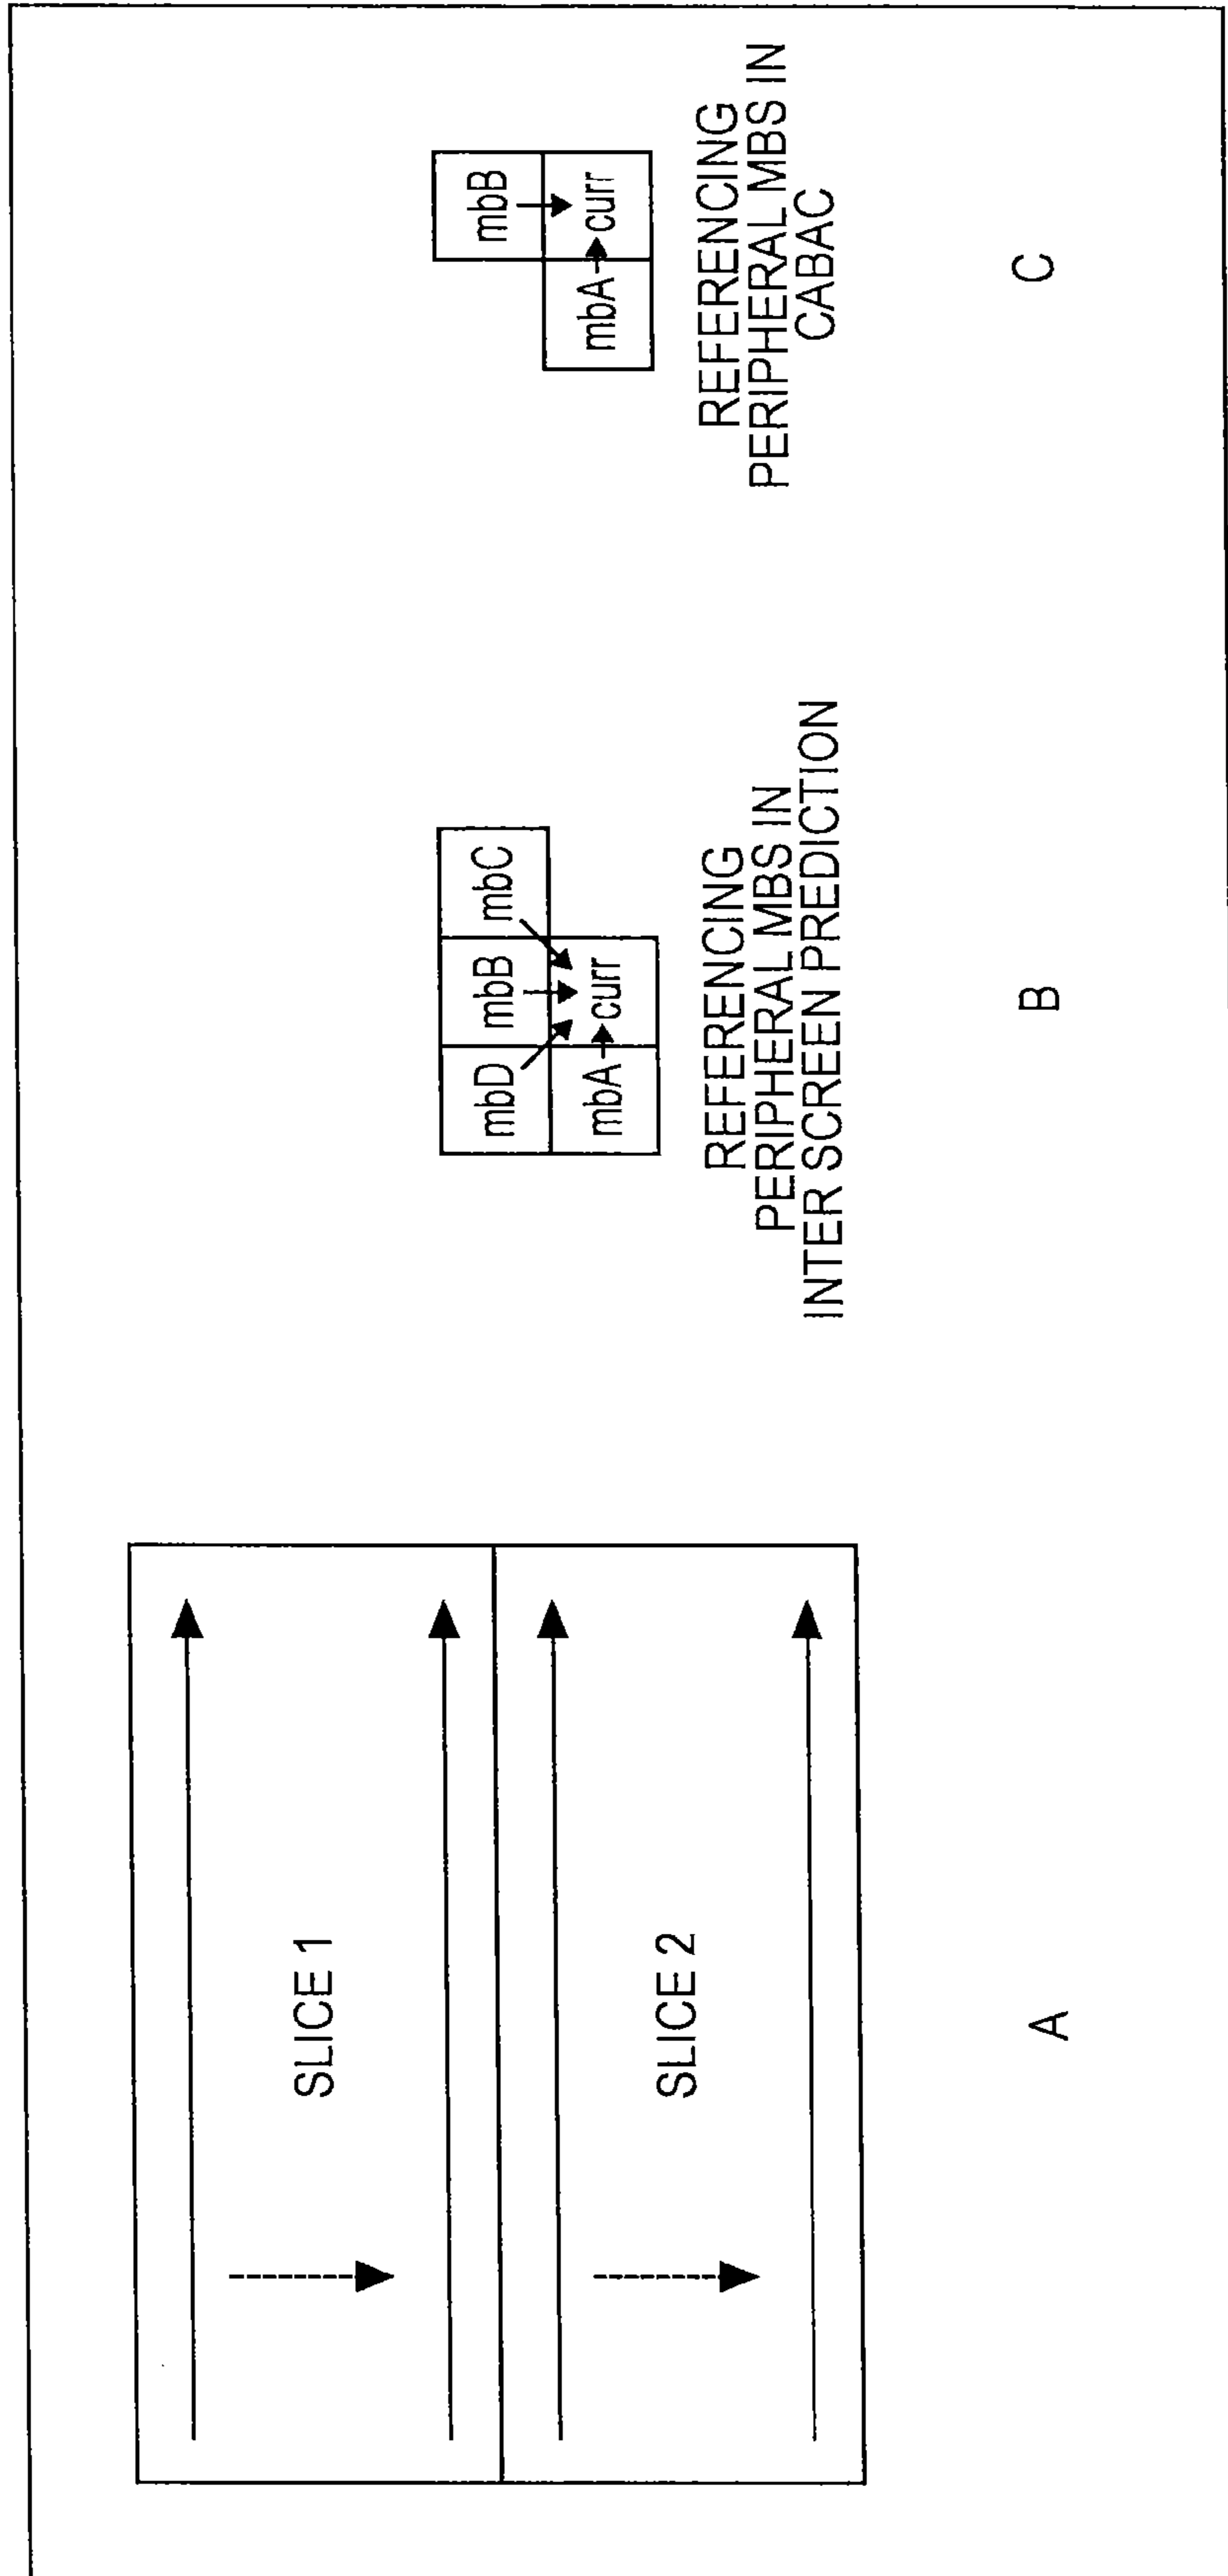 SLICE 1
SLICE 2
A
mbD mbB mbC
mbA curr
REFERENCING
PERIPHERAL MBS IN
INTER SCREEN PREDICTION
B
mbB
mbA curr
REFERENCING
PERIPHERAL MBS IN
CABAC
C